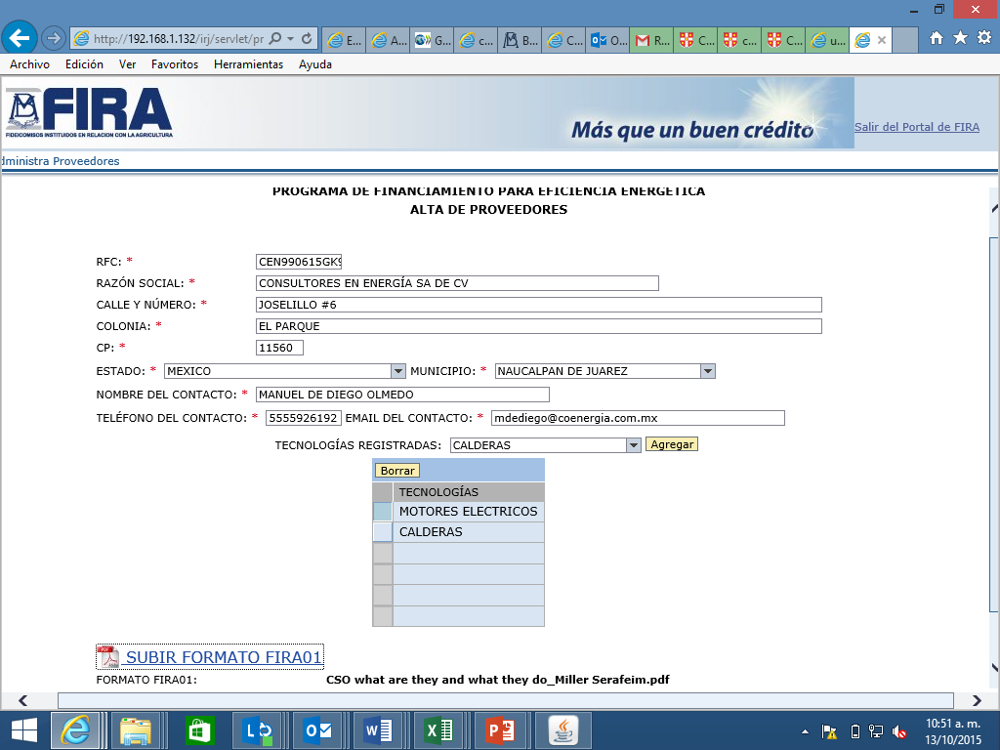 http://192.168.1.132/irj/servlet/pr
E...
A...
G...
c...
B...
C...
O...
R...
C...
c...
C...
u...
Archivo Edición Ver Favoritos Herramientas Ayuda
FIRA
FIDEICOMISOS INSTITUIDOS EN RELACIÓN CON LA AGRICULTURA
Más que un buen crédito
Salir del Portal de FIRA
dministra Proveedores
PROGRAMA DE FINANCIAMIENTO PARA EFICIENCIA ENERGÉTICA
ALTA DE PROVEEDORES
RFC: * CEN990615GK9
RAZÓN SOCIAL: * CONSULTORES EN ENERGÍA SA DE CV
CALLE Y NÚMERO: * JOSELILLO #6
COLONIA: * EL PARQUE
CP: * 11560
ESTADO: * MEXICO MUNICIPIO: * NAUCALPAN DE JUAREZ
NOMBRE DEL CONTACTO: * MANUEL DE DIEGO OLMEDO
TELÉFONO DEL CONTACTO: * 5555926192 EMAIL DEL CONTACTO: * mdediego@coenergia.com.mx
TECNOLOGÍAS REGISTRADAS: CALDERAS Agregar
Borrar
TECNOLOGÍAS
MOTORES ELECTRICOS
CALDERAS
SUBIR FORMATO FIRA01
FORMATO FIRA01: CSO what are they and what they do_Miller Serafeim.pdf
10:51 a. m.
13/10/2015